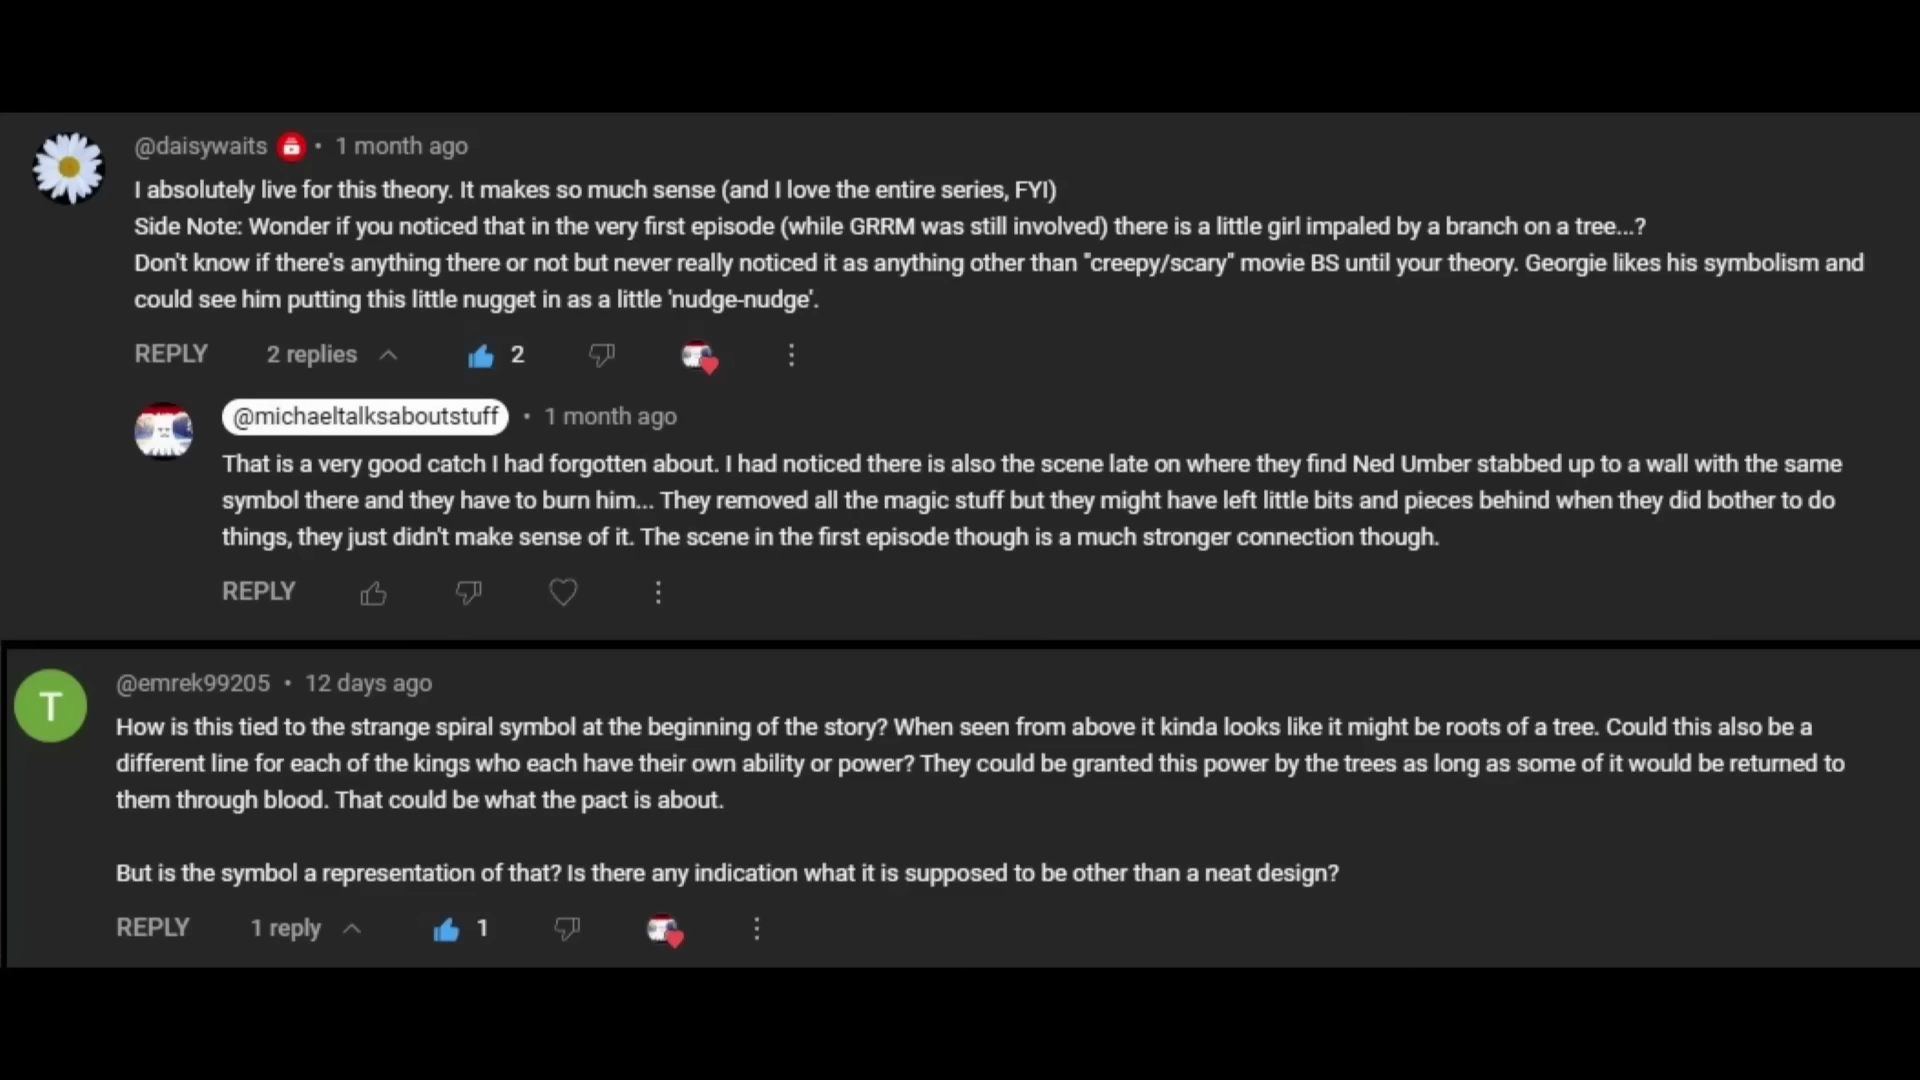 @daisywaits • 1 month ago
I absolutely live for this theory. It makes so much sense (and I love the entire series, FYI)
Side Note: Wonder if you noticed that in the very first episode (while GRRM was still involved) there is a little girl impaled by a branch on a tree...?
Don't know if there's anything there or not but never really noticed it as anything other than "creepy/scary" movie BS until your theory. Georgie likes his symbolism and
could see him putting this little nugget in as a little 'nudge-nudge'.
REPLY 2 replies 2
@michaeltalksaboutstuff • 1 month ago
That is a very good catch I had forgotten about. I had noticed there is also the scene late on where they find Ned Umber stabbed up to a wall with the same
symbol there and they have to burn him... They removed all the magic stuff but they might have left little bits and pieces behind when they did bother to do
things, they just didn't make sense of it. The scene in the first episode though is a much stronger connection though.
REPLY
T
@emrek99205 • 12 days ago
How is this tied to the strange spiral symbol at the beginning of the story? When seen from above it kinda looks like it might be roots of a tree. Could this also be a
different line for each of the kings who each have their own ability or power? They could be granted this power by the trees as long as some of it would be returned to
them through blood. That could be what the pact is about.
But is the symbol a representation of that? Is there any indication what it is supposed to be other than a neat design?
REPLY 1 reply 1